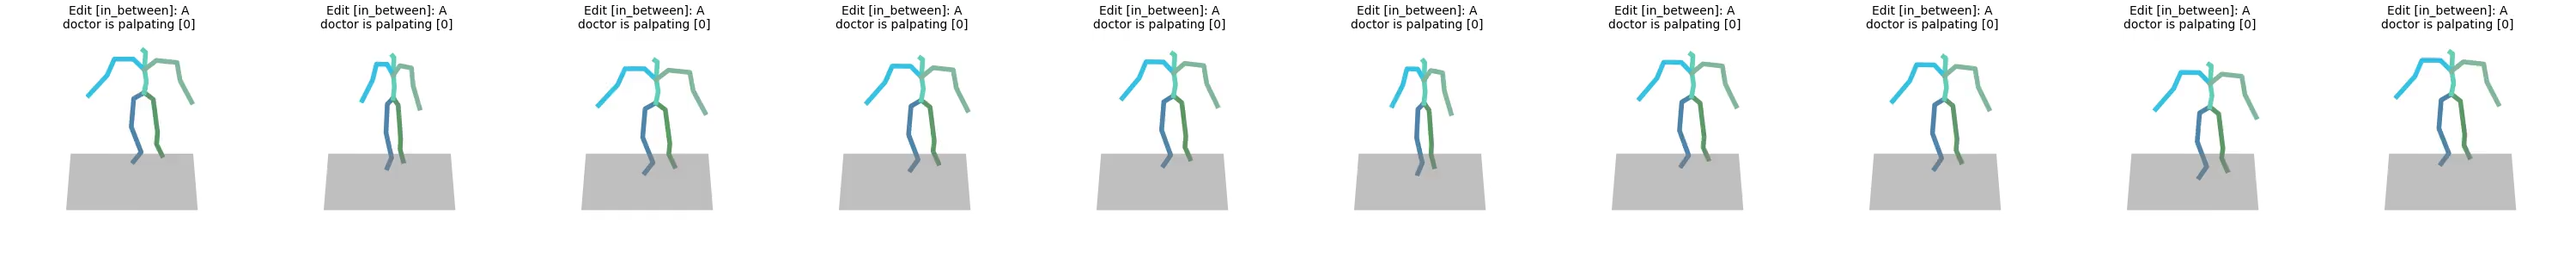 Edit [in_between]: A
doctor is palpating [0]
Edit [in_between]: A
doctor is palpating [0]
Edit [in_between]: A
doctor is palpating [0]
Edit [in_between]: A
doctor is palpating [0]
Edit [in_between]: A
doctor is palpating [0]
Edit [in_between]: A
doctor is palpating [0]
Edit [in_between]: A
doctor is palpating [0]
Edit [in_between]: A
doctor is palpating [0]
Edit [in_between]: A
doctor is palpating [0]
Edit [in_between]: A
doctor is palpating [0]